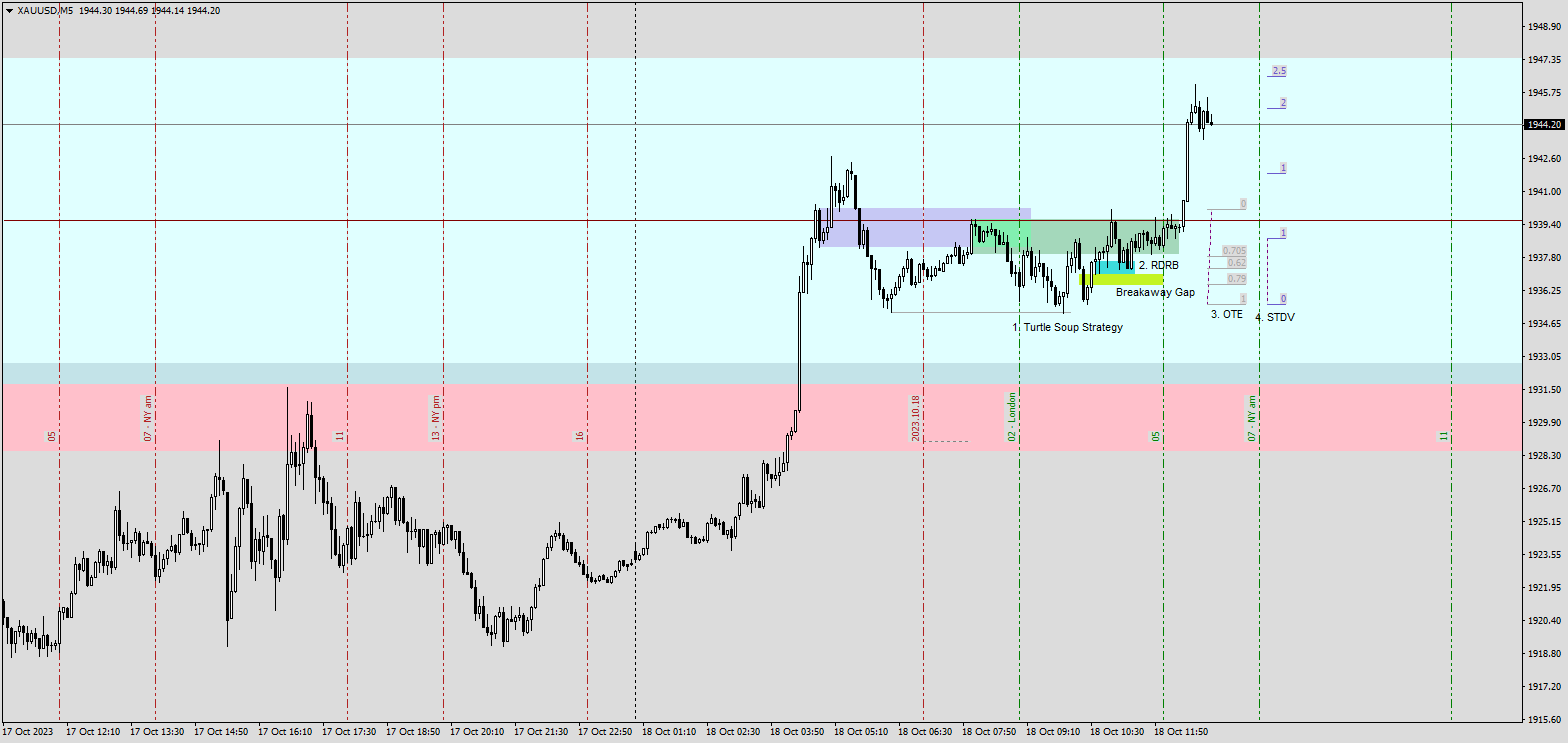 XAUUSD,M5 1944.30 1944.69 1944.14 1944.20
1948.90
1947.35
1945.75
1944.20
1942.60
1941.00
1939.40
1937.80
1936.25
1934.65
1933.05
1931.50
1929.90
1928.30
1926.70
1925.15
1923.55
1921.95
1920.40
1918.80
1917.20
1915.60
2.5
2
1
0
1
0.705
0.62
0.79
1
0
2. RDRB
Breakaway Gap
3. OTE
4. STDV
1. Turtle Soup Strategy
05
07 - NY am
11
13 - NY pm
16
2023.10.18
02 - London
05
07 - NY am
11
17 Oct 2023
17 Oct 12:10
17 Oct 13:30
17 Oct 14:50
17 Oct 16:10
17 Oct 17:30
17 Oct 18:50
17 Oct 20:10
17 Oct 21:30
17 Oct 22:50
18 Oct 01:10
18 Oct 02:30
18 Oct 03:50
18 Oct 05:10
18 Oct 06:30
18 Oct 07:50
18 Oct 09:10
18 Oct 10:30
18 Oct 11:50